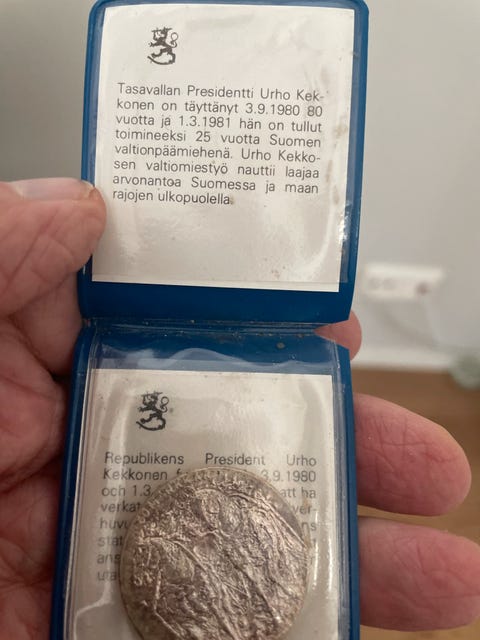 Tasavallan Presidentti Urho Kek-
konen on täyttänyt 3.9.1980 80
vuotta ja 1.3.1981 hän on tullut
toimineeksi 25 vuotta Suomen
valtionpäämiehenä. Urho Kekko-
sen valtiomiestyö nauttii laajaa
arvonantoa Suomessa ja maan
rajojen ulkopuolella.
Republikens President Urho
Kekkonen 3.9.1980
och 1.3. att ha